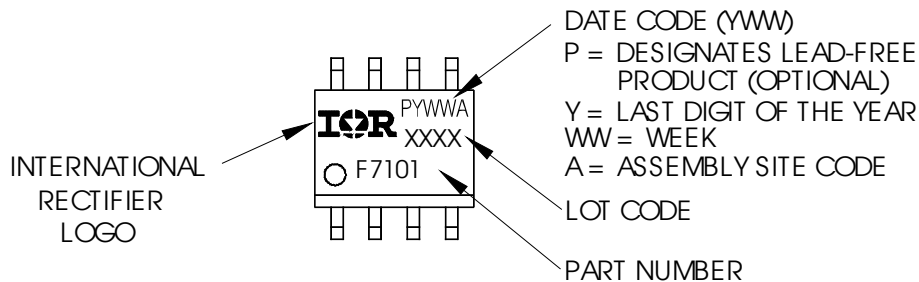 DATE CODE (YWW)
P = DESIGNATES LEAD-FREE
PRODUCT (OPTIONAL)
Y = LAST DIGIT OF THE YEAR
WW = WEEK
A = ASSEMBLY SITE CODE
LOT CODE
PART NUMBER
INTERNATIONAL
RECTIFIER
LOGO
IOR
PYWWA
XXXX
F7101